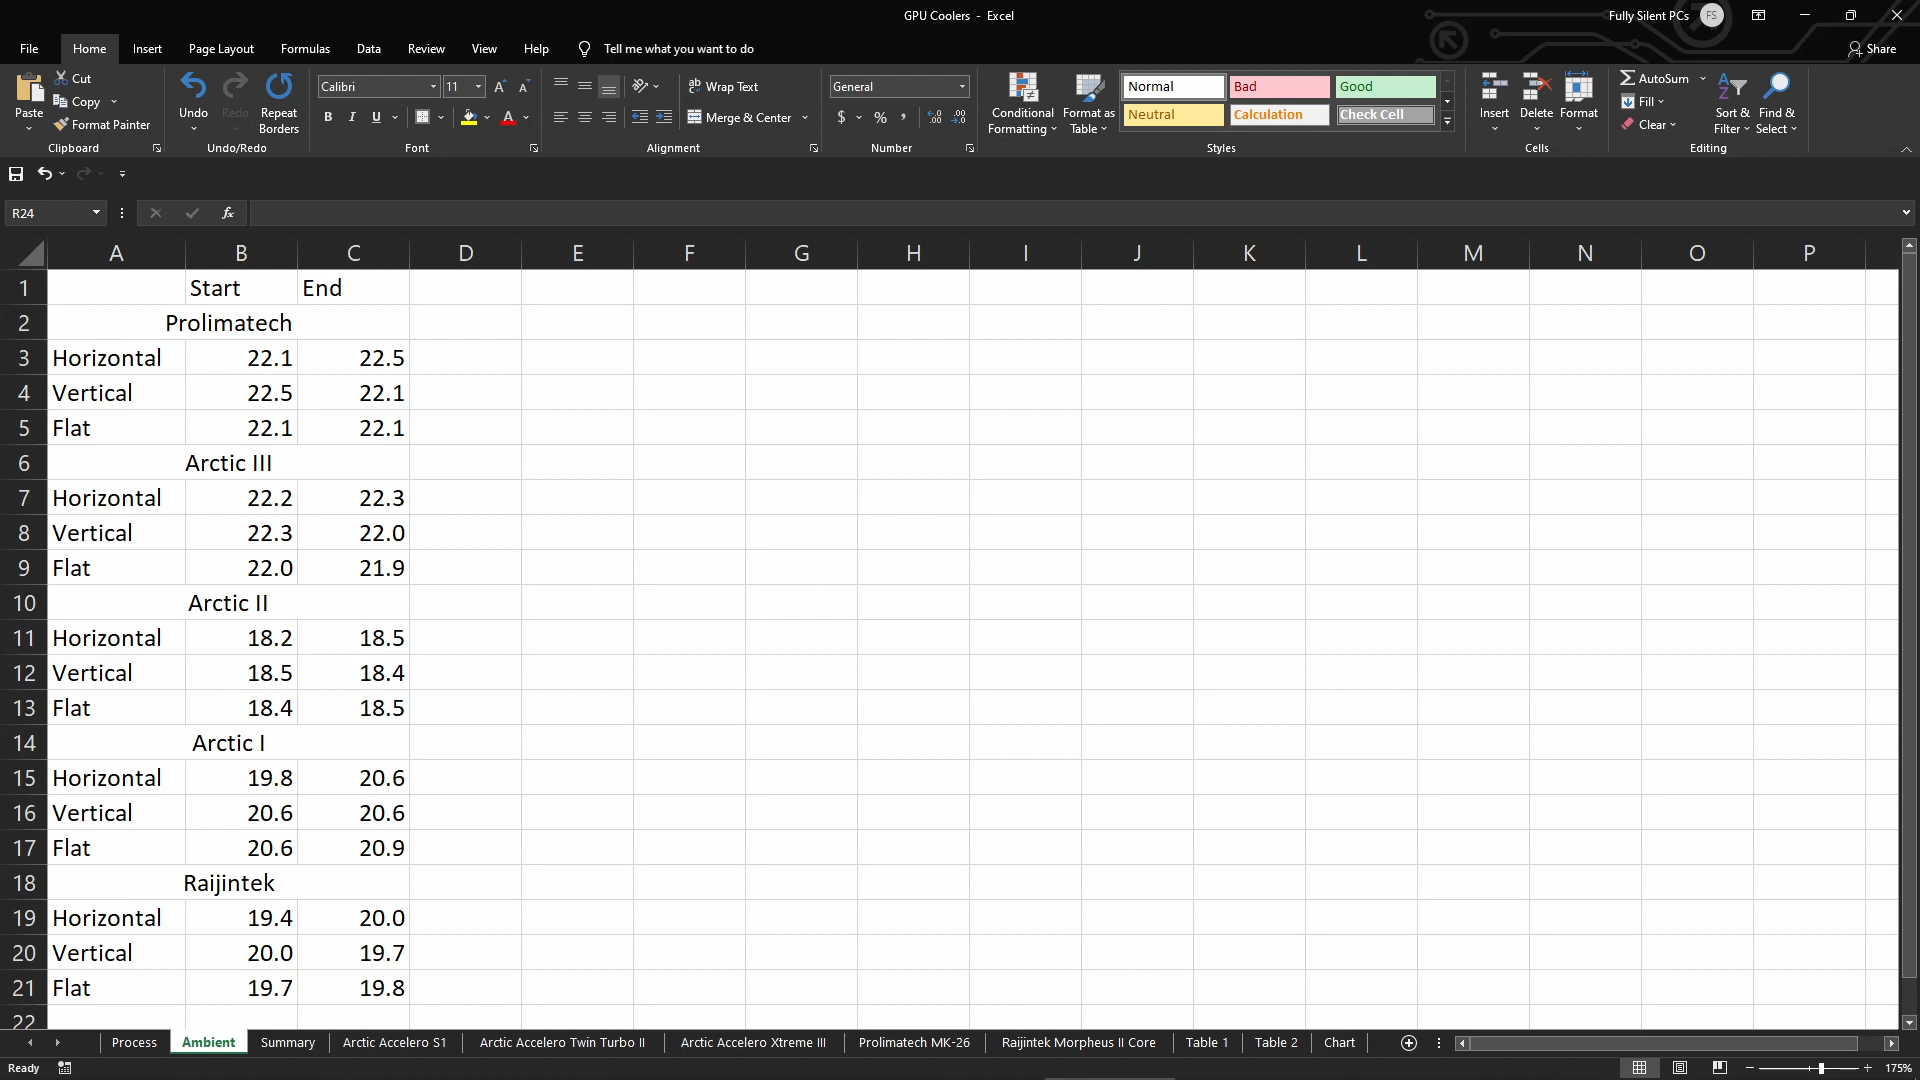 GPU Coolers - Excel
Fully Silent PCs
FS
File Home Insert Page Layout Formulas Data Review View Help Tell me what you want to do
Share
Paste
Cut
Copy
Format Painter
Clipboard
Undo
Redo
Repeat Borders
Undo/Redo
Calibri
11
A A
B I U
A
Font
ab Wrap Text
Merge & Center
Alignment
General
$ % ,
Number
Conditional Formatting
Format as Table
Normal Bad Good
Neutral Calculation Check Cell
Styles
Insert
Delete
Format
Cells
AutoSum
Fill
Clear
Sort & Filter
Find & Select
Editing
R24
fx
A B C D E F G H I J K L M N O P
1 Start End
2 Prolimatech
3 Horizontal 22.1 22.5
4 Vertical 22.5 22.1
5 Flat 22.1 22.1
6 Arctic III
7 Horizontal 22.2 22.3
8 Vertical 22.3 22.0
9 Flat 22.0 21.9
10 Arctic II
11 Horizontal 18.2 18.5
12 Vertical 18.5 18.4
13 Flat 18.4 18.5
14 Arctic I
15 Horizontal 19.8 20.6
16 Vertical 20.6 20.6
17 Flat 20.6 20.9
18 Raijintek
19 Horizontal 19.4 20.0
20 Vertical 20.0 19.7
21 Flat 19.7 19.8
22
Process Ambient Summary Arctic Accelero S1 Arctic Accelero Twin Turbo II Arctic Accelero Xtreme III Prolimatech MK-26 Raijintek Morpheus II Core Table 1 Table 2 Chart
Ready
175%